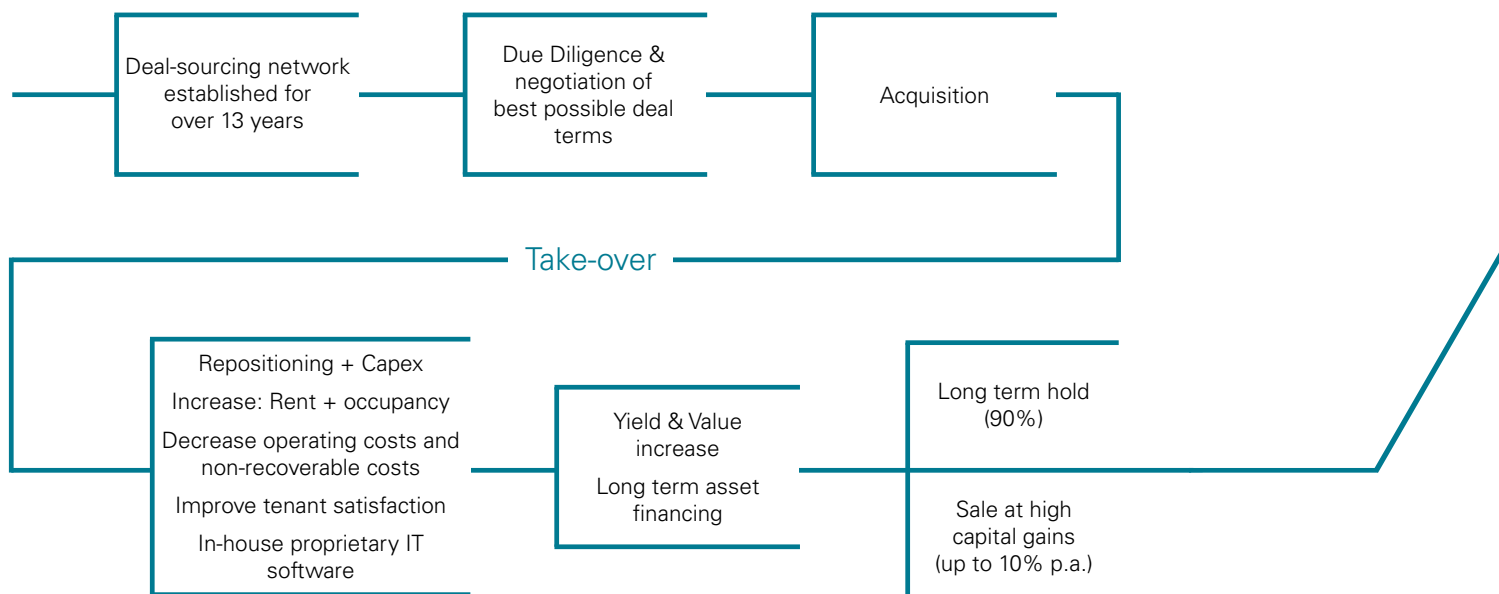 Deal-sourcing network
established for
over 13 years
Due Diligence &
negotiation of
best possible deal
terms
Acquisition
Take-over
Repositioning + Capex
Increase: Rent + occupancy
Decrease operating costs and
non-recoverable costs
Improve tenant satisfaction
In-house proprietary IT
software
Yield & Value
increase
Long term asset
financing
Long term hold
(90%)
Sale at high
capital gains
(up to 10% p.a.)